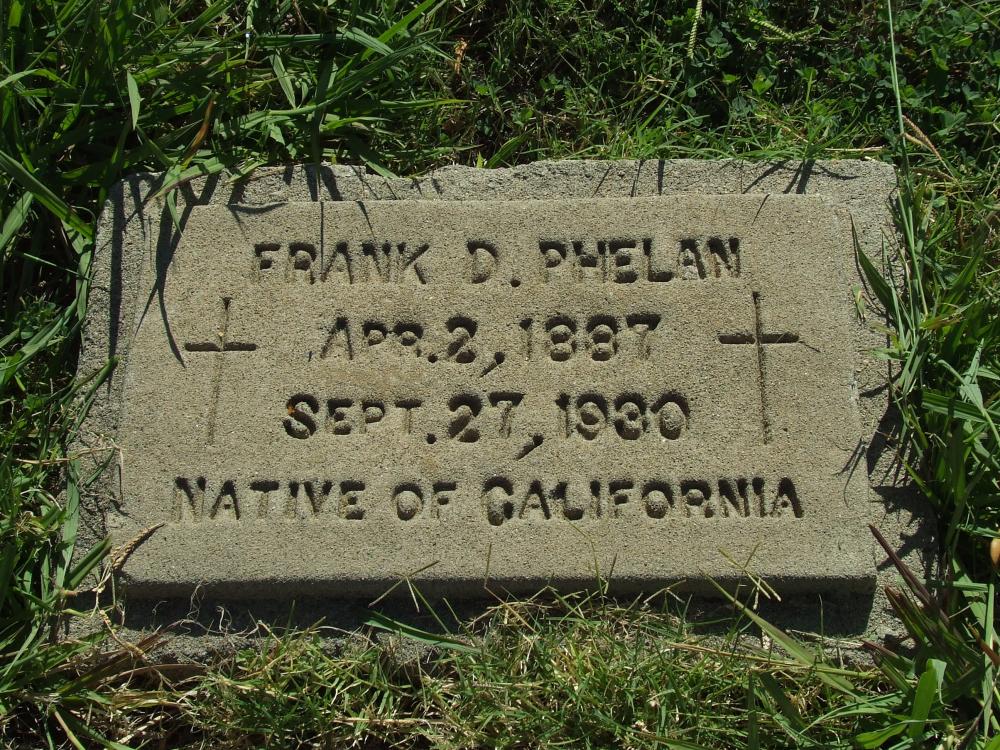 FRANK D. PHELAN
APR. 2, 1887
SEPT. 27, 1930
NATIVE OF CALIFORNIA